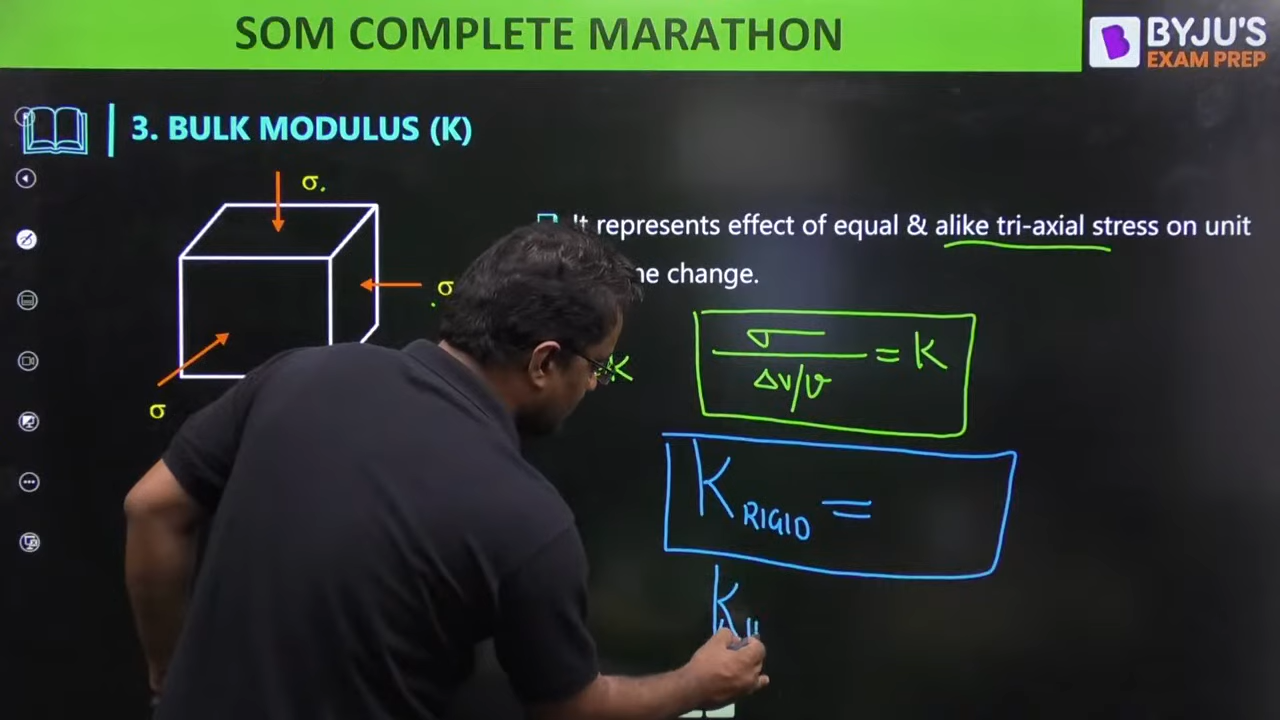 SOM COMPLETE MARATHON
BYJU'S
EXAM PREP
3. BULK MODULUS (K)
σ.
It represents effect of equal & alike tri-axial stress on unit
change.
σ
σ
K
σ
ΔV/V = K
K RIGID =
K